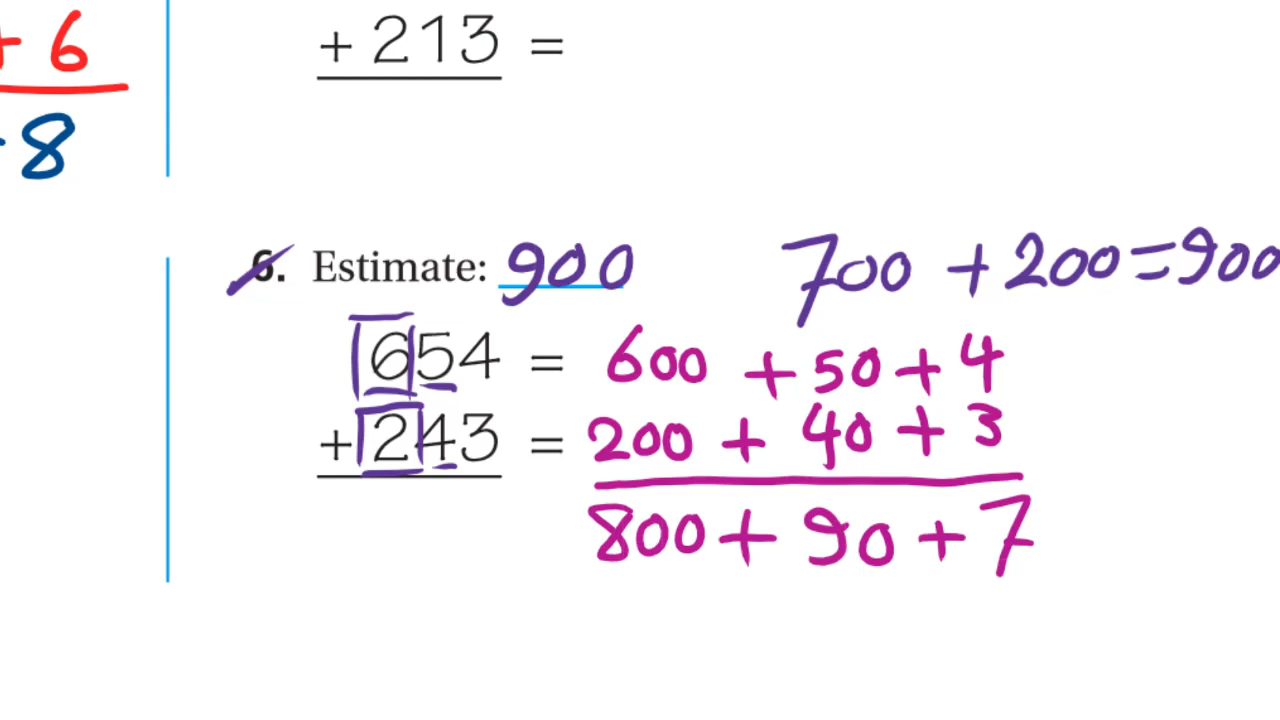 + 6
8
+ 213 =
6. Estimate: 900 700 + 200 = 900
654 = 600 + 50 + 4
+ 243 = 200 + 40 + 3
800 + 90 + 7